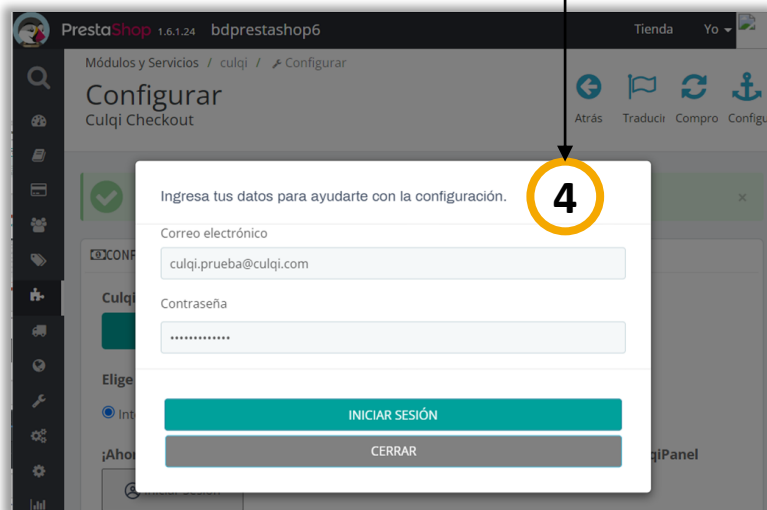 PrestaShop 1.6.1.24 bdprestashop6 Tienda Yo
Módulos y Servicios / culqi / Configurar
Configurar
Culqi Checkout
Atrás Traducir Compro Configu
Ingresa tus datos para ayudarte con la configuración.
4
×
Correo electrónico
CONF
culqi.prueba@culqi.com
Culqi
Contraseña
•••••••••••••
Elige
Int
INICIAR SESIÓN
CERRAR
¡Ahor
qiPanel
Iniciar Sesión